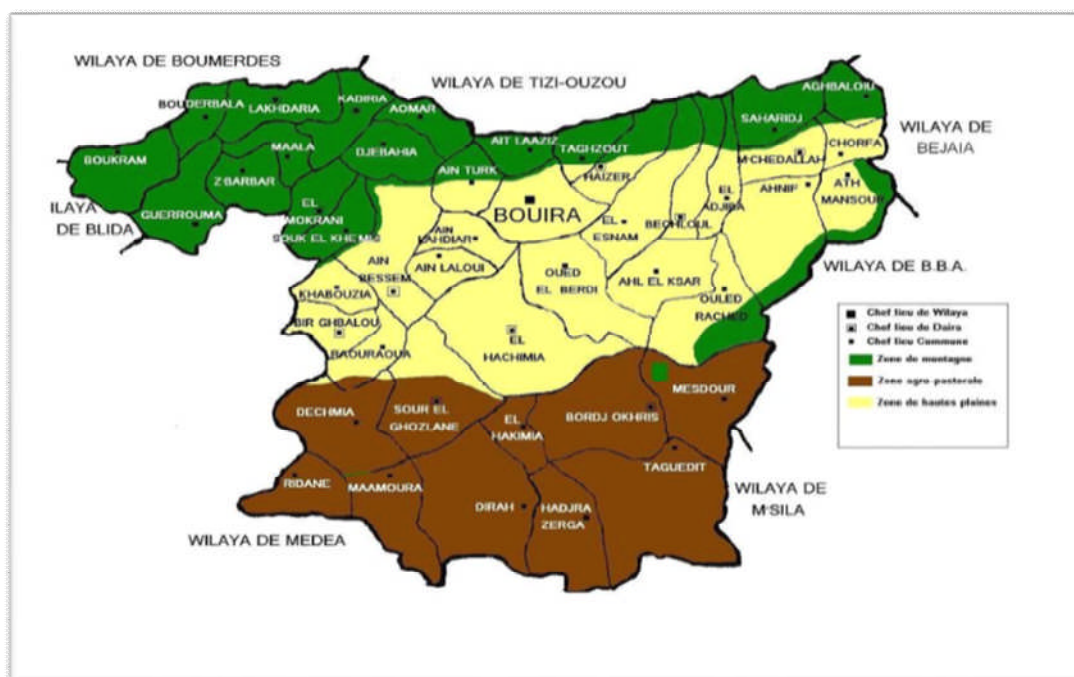 WILAYA DE BOUMERDES
WILAYA DE TIZI-OUZOU
AGHBALOU
BOUDERBALA
LAKHDARIA
KADIRIA
AOMAR
SAHARIDJ
WILAYA DE
BEJAIA
BOUKRAM
MAALA
DJEBAHIA
AIT LAAZIZ
TAGHZOUT
CHORFA
M'CHEDALLAH
Z'BARBAR
AIN TURK
HAIZER
AHNIF
ATH
MANSOUR
EL
ADJIBA
ILAYA
DE BLIDA
GUERROUMA
EL
MOKRANI
SOUK EL KHEMIS
BOUIRA
EL
ESNAM
BECHLOUL
AIN
LAHDJAR
AIN
BESSEM
AIN LALOUI
OUED
EL BERDI
AHL EL KSAR
WILAYA DE B.B.A.
KHABOUZIA
OULED
RACHED
BIR GHBALOU
RAOURAOUA
EL
HACHIMIA
Chef lieu de Wilaya
Chef lieu de Daira
Chef lieu Commune
Zone de montagne
Zone agro-pastorale
Zone de hautes plaines
DECHMIA
SOUR EL
GHOZLANE
EL
HAKIMIA
BORDJ OKHRIS
MESDOUR
TAGUEDIT
RIDANE
MAAMOURA
DIRAH
HADJRA
ZERGA
WILAYA DE
M'SILA
WILAYA DE MEDEA